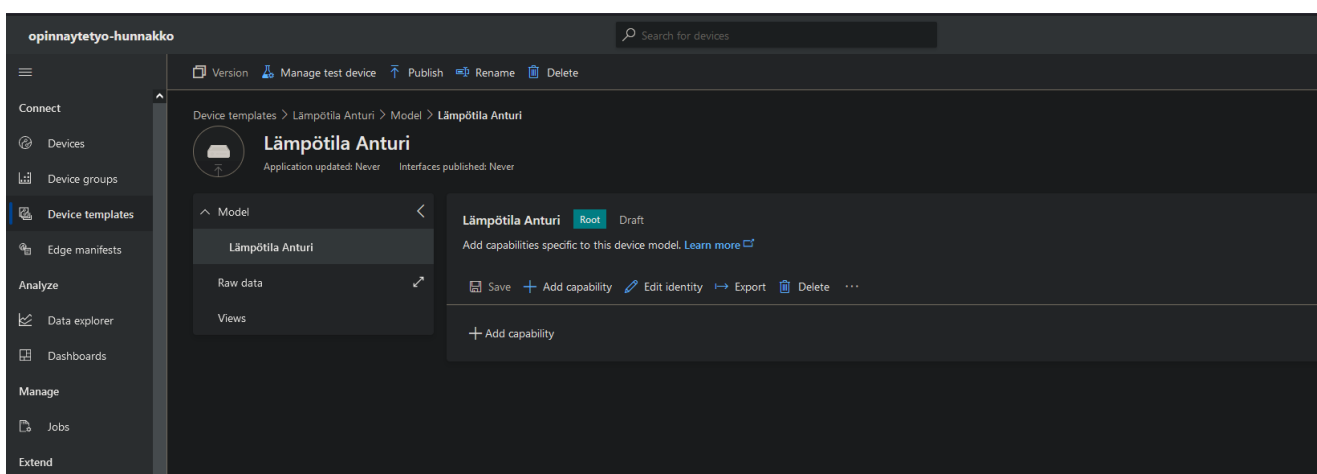 opinnaytetyo-hunnakko
Search for devices
Version Manage test device Publish Rename Delete
Connect
Devices
Device groups
Device templates
Edge manifests
Analyze
Data explorer
Dashboards
Manage
Jobs
Extend
Device templates > Lämpötila Anturi > Model > Lämpötila Anturi
Lämpötila Anturi
Application updated: Never Interfaces published: Never
Model
Lämpötila Anturi
Raw data
Views
Lämpötila Anturi Root Draft
Add capabilities specific to this device model. Learn more
Save Add capability Edit identity Export Delete ...
Add capability